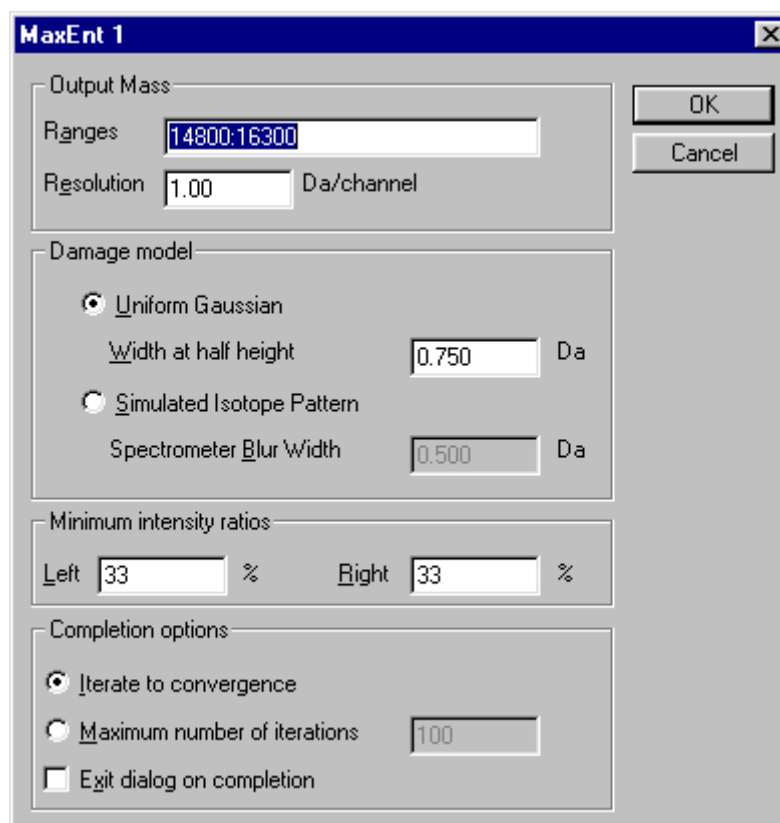 MaxEnt 1
Output Mass
Ranges 14800:16300
OK
Resolution 1.00 Da/channel
Cancel
Damage model
Uniform Gaussian
Width at half height 0.750 Da
Simulated Isotope Pattern
Spectrometer Blur Width 0.500 Da
Minimum intensity ratios
Left 33 % Right 33 %
Completion options
Iterate to convergence
Maximum number of iterations 100
Exit dialog on completion